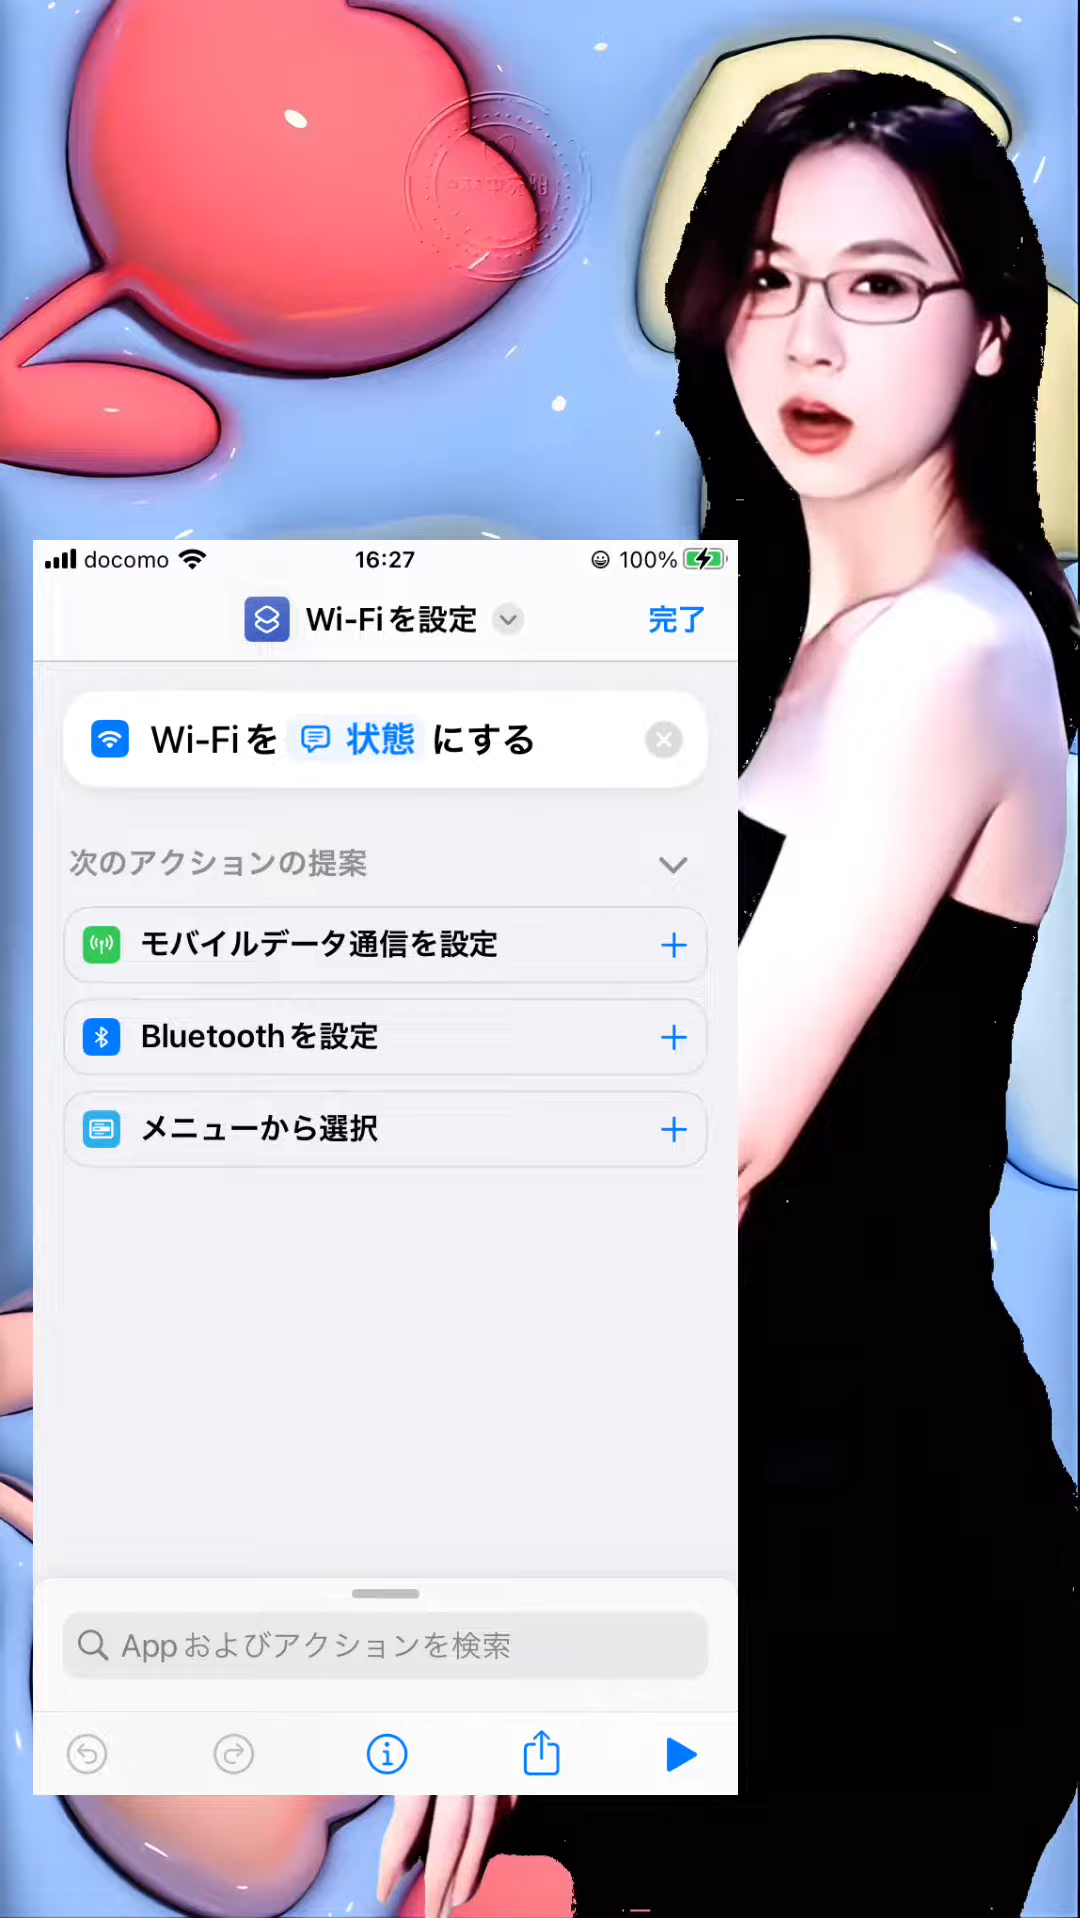 docomo 16:27 100%
Wi-Fiを設定 完了
Wi-Fiを 状態 にする
次のアクションの提案
モバイルデータ通信を設定
Bluetoothを設定
メニューから選択
Appおよびアクションを検索